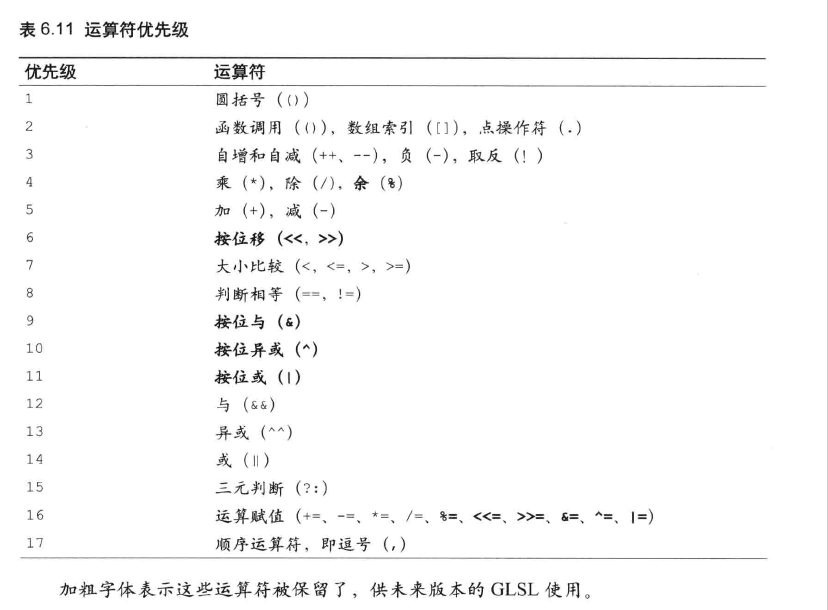 表 6.11 运算符优先级
优先级 运算符
1 圆括号（()）
2 函数调用（()），数组索引（[]），点操作符（.）
3 自增和自减（++、--），负（-），取反（!）
4 乘（*），除（/），余（%）
5 加（+），减（-）
6 按位移（<<，>>）
7 大小比较（<，<=，>，>=）
8 判断相等（==，!=）
9 按位与（&）
10 按位异或（^）
11 按位或（|）
12 与（&&）
13 异或（^^）
14 或（||）
15 三元判断（?:）
16 运算赋值（+=、-=、*=、/=、%=、<<=、>>=、&=、^=、|=）
17 顺序运算符，即逗号（,）
加粗字体表示这些运算符被保留了，供未来版本的 GLSL 使用。